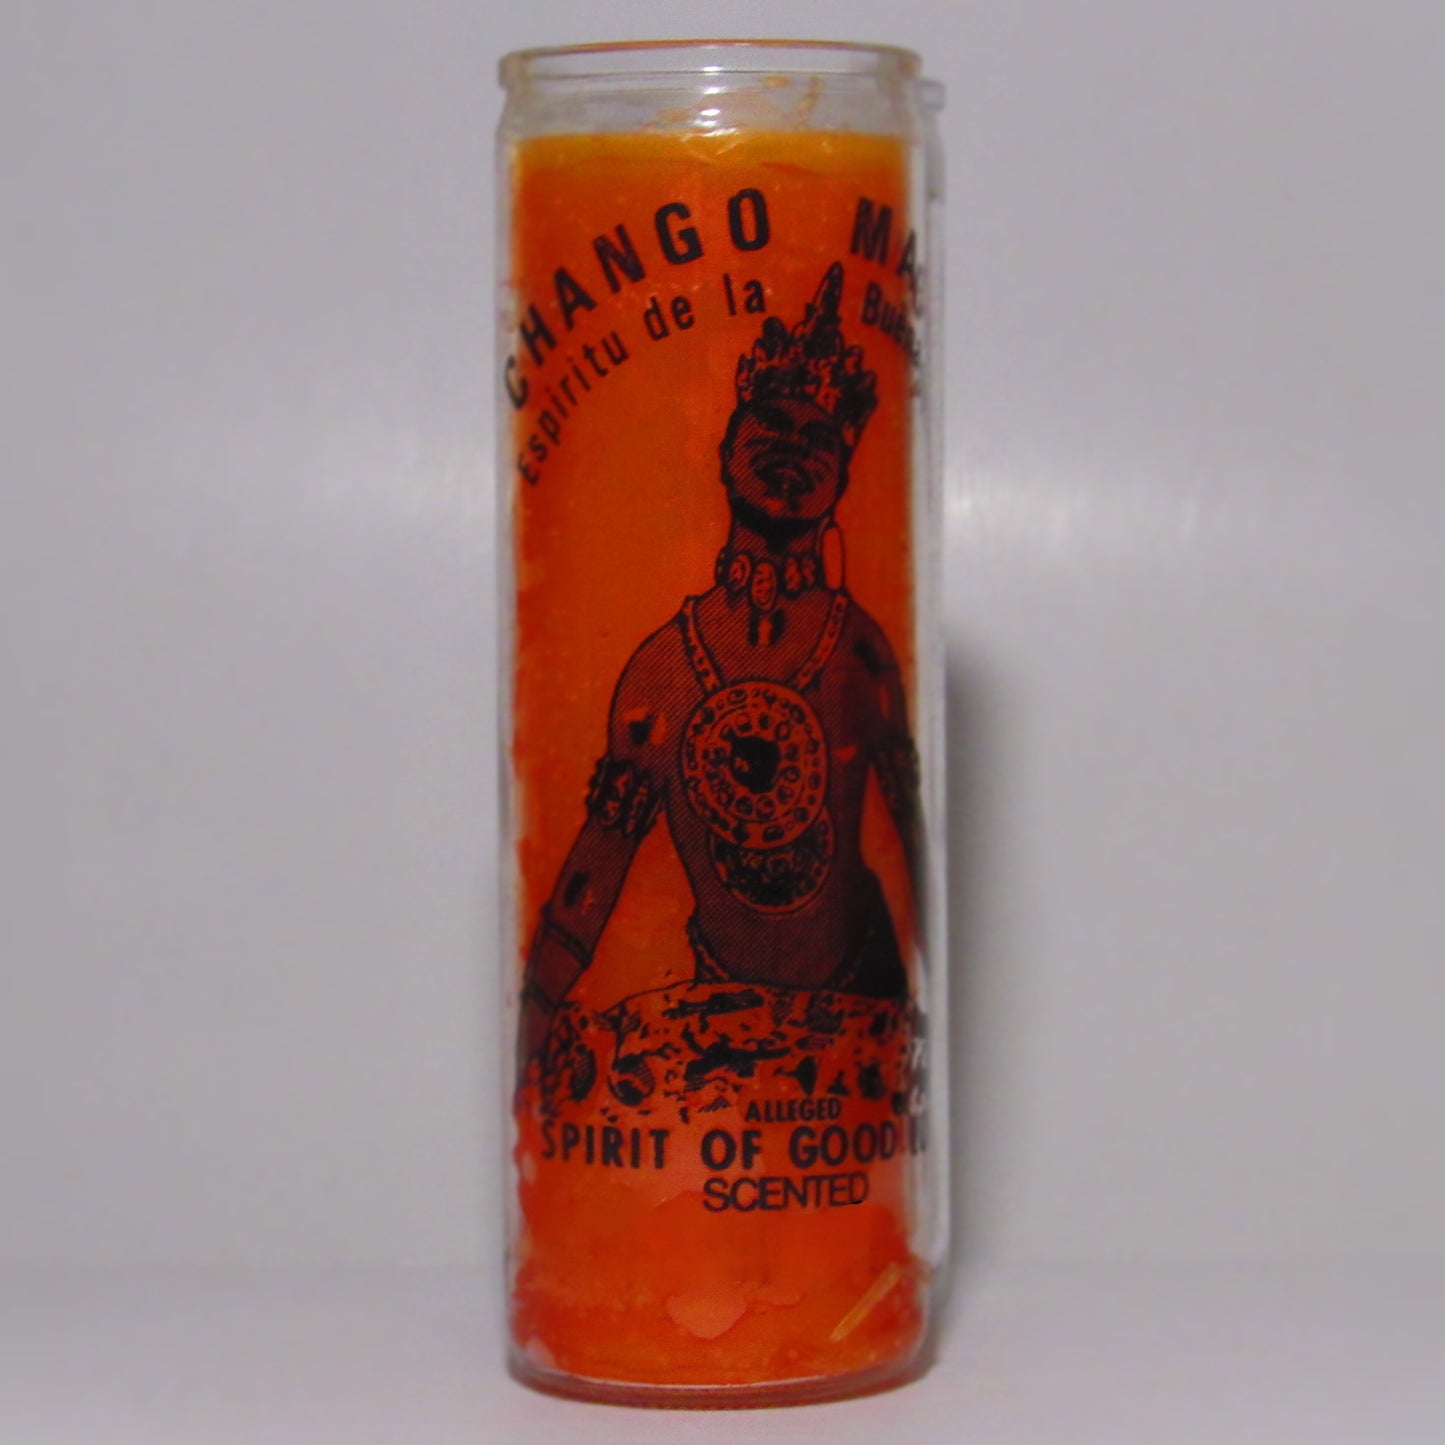 CHANGO
Espiritu de la
ALLEGED
SPIRIT OF GOOD
SCENTED